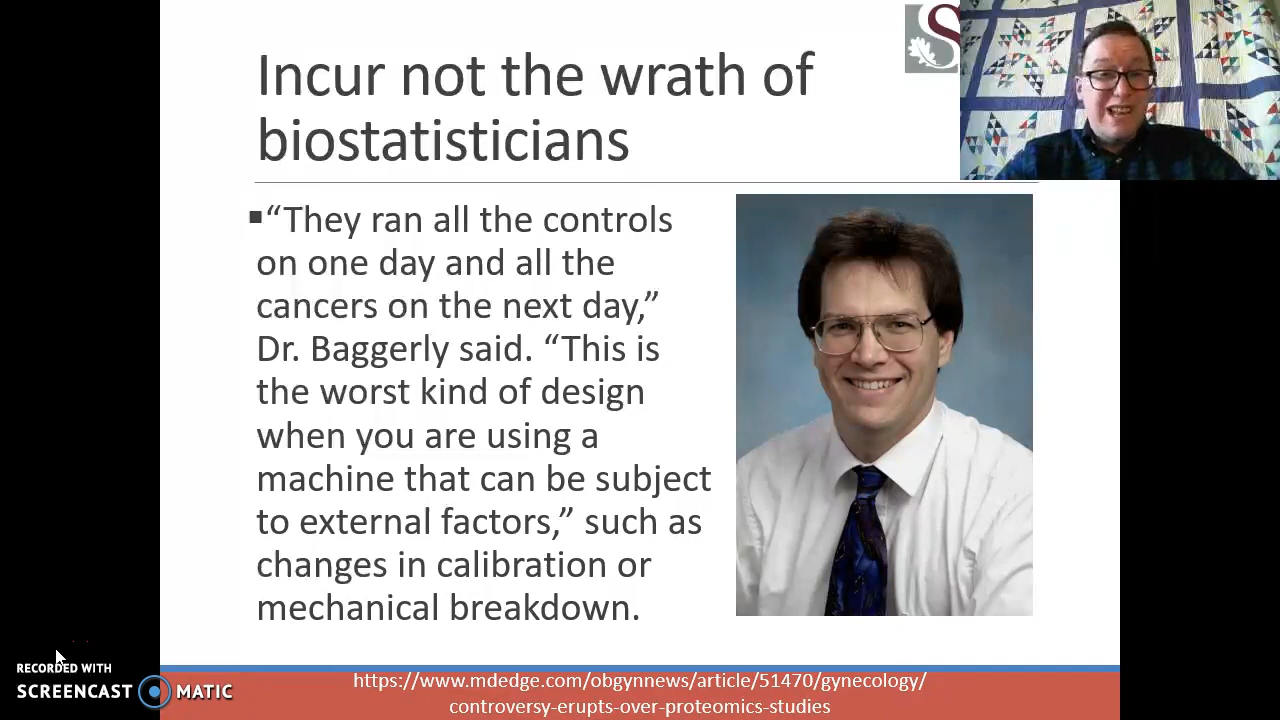 Incur not the wrath of
biostatisticians
▪“They ran all the controls
on one day and all the
cancers on the next day,”
Dr. Baggerly said. “This is
the worst kind of design
when you are using a
machine that can be subject
to external factors,” such as
changes in calibration or
mechanical breakdown.
https://www.mdedge.com/obgynnews/article/51470/gynecology/
controversy-erupts-over-proteomics-studies
S
RECORDED WITH
SCREENCAST MATIC